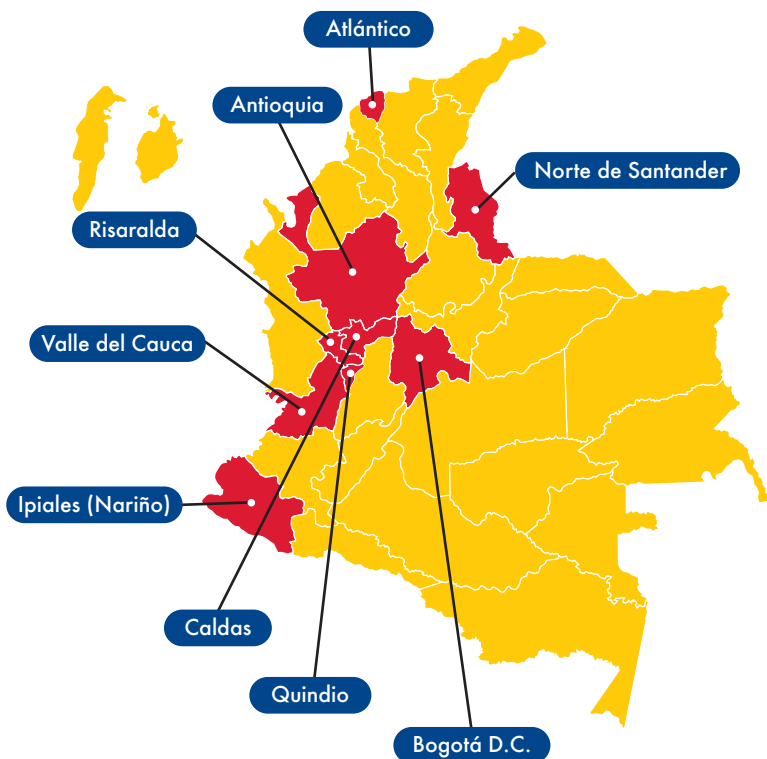 Atlántico
Antioquia
Norte de Santander
Risaralda
Valle del Cauca
Ipiales (Nariño)
Caldas
Quindio
Bogotá D.C.